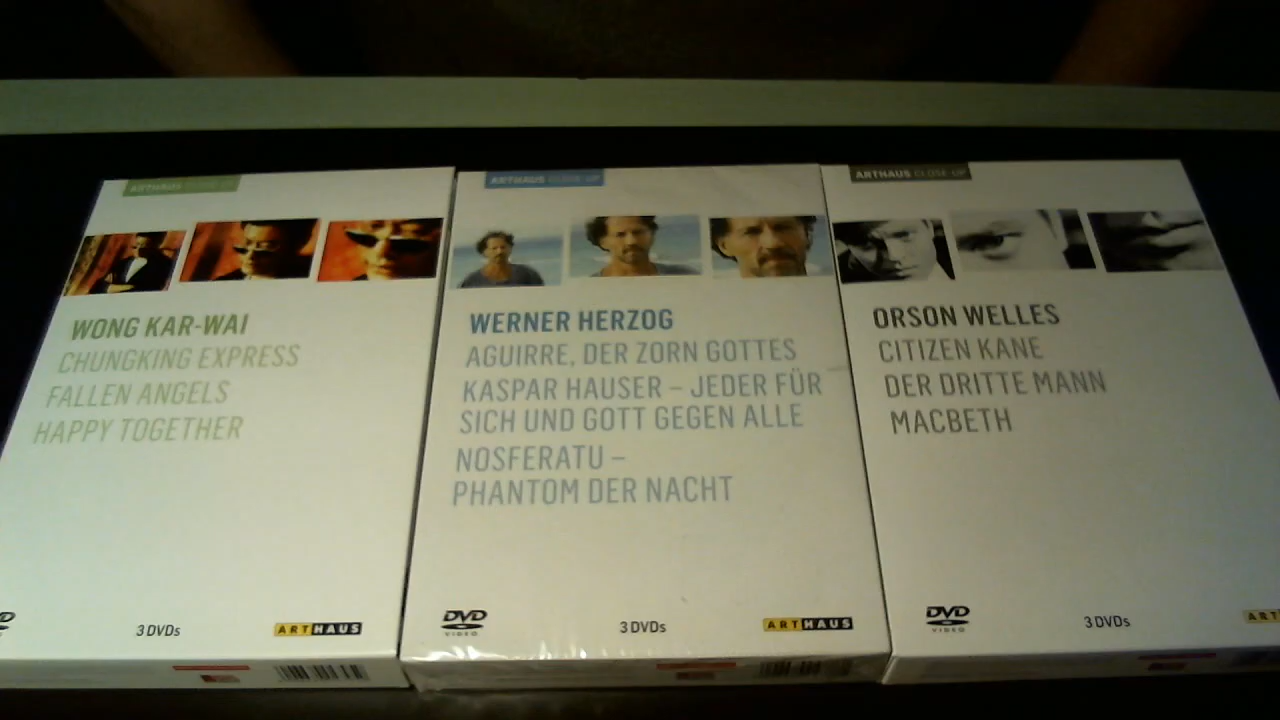 ARTHAUS CLOSE-UP
WONG KAR-WAI
CHUNGKING EXPRESS
FALLEN ANGELS
HAPPY TOGETHER
3 DVDs
ARTHAUS
ARTHAUS CLOSE-UP
WERNER HERZOG
AGUIRRE, DER ZORN GOTTES
KASPAR HAUSER – JEDER FÜR
SICH UND GOTT GEGEN ALLE
NOSFERATU –
PHANTOM DER NACHT
DVD
VIDEO
3 DVDs
ARTHAUS
ARTHAUS CLOSE-UP
ORSON WELLES
CITIZEN KANE
DER DRITTE MANN
MACBETH
DVD
VIDEO
3 DVDs
ART